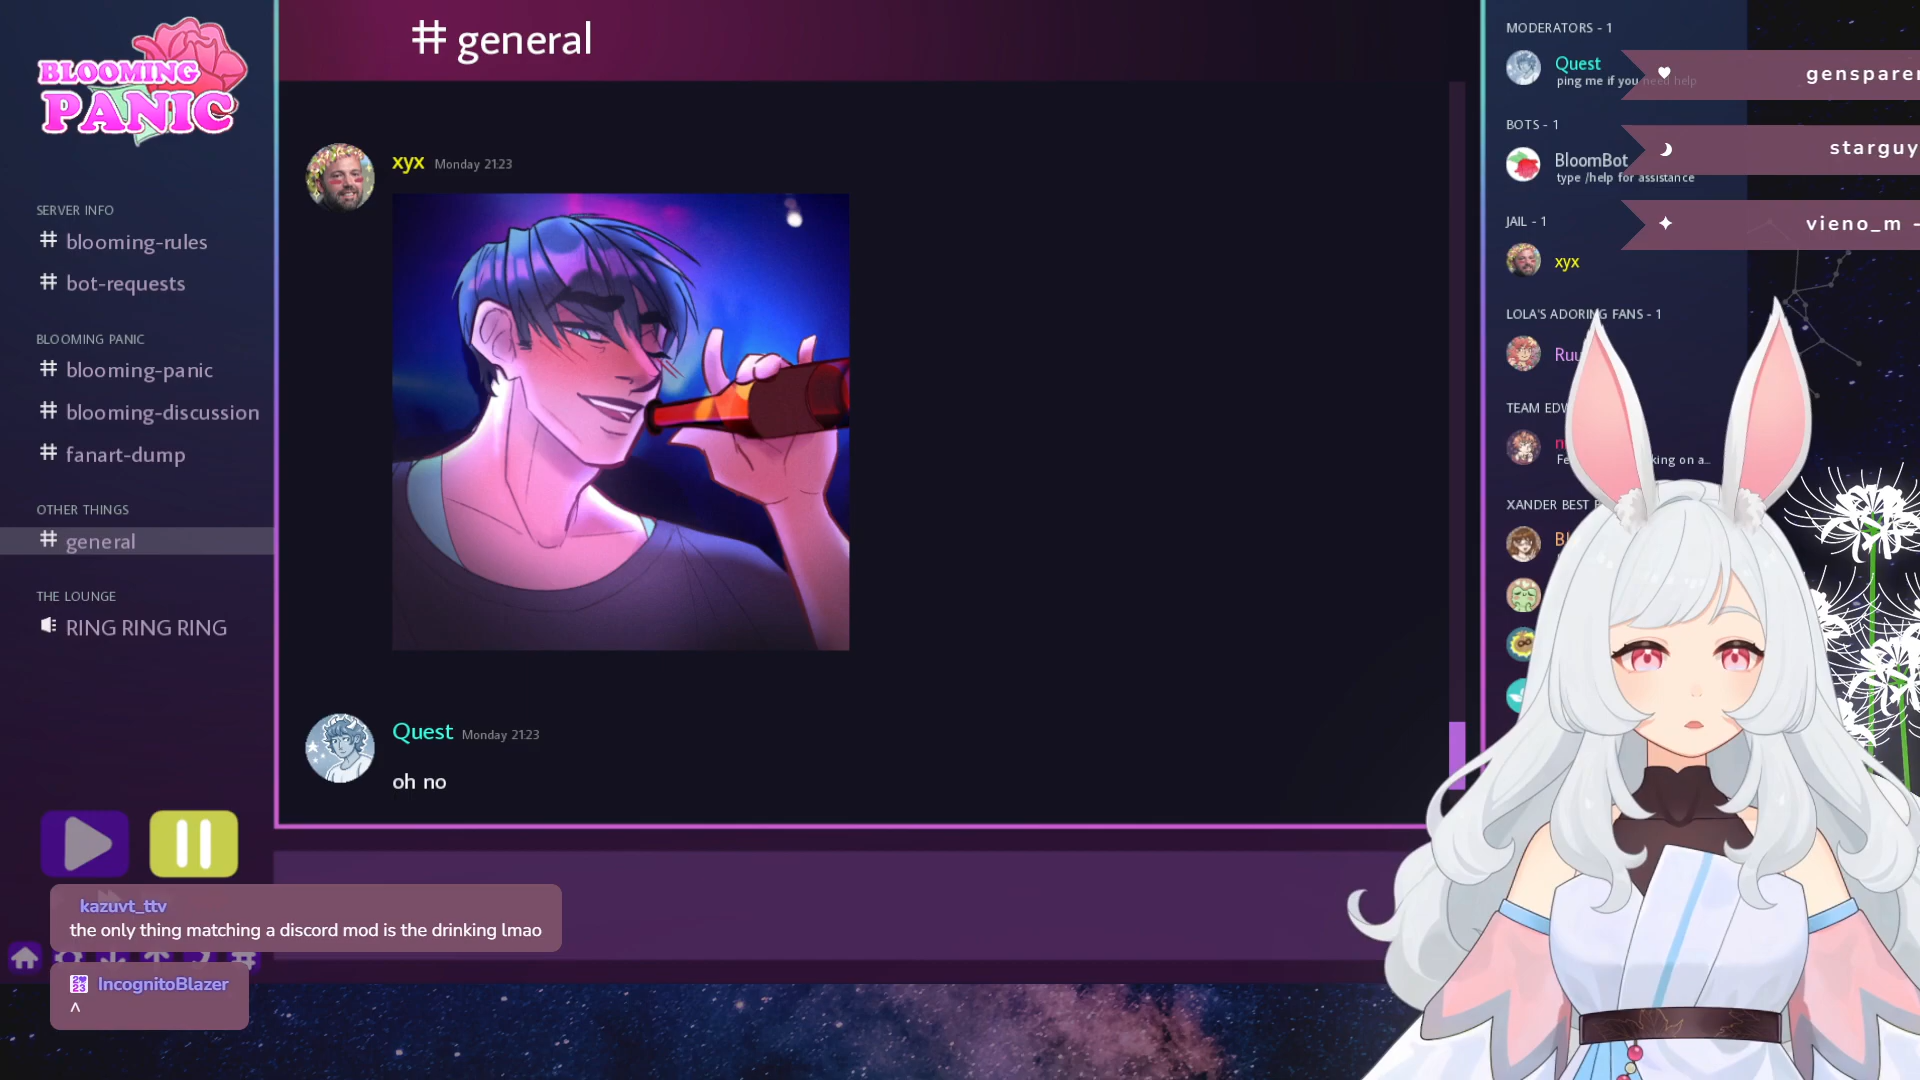 BLOOMING
PANIC
SERVER INFO
# blooming-rules
# bot-requests
BLOOMING PANIC
# blooming-panic
# blooming-discussion
# fanart-dump
OTHER THINGS
# general
THE LOUNGE
RING RING RING
# general
xyx Monday 21:23
Quest Monday 21:23
oh no
kazuvt_ttv
the only thing matching a discord mod is the drinking lmao
IncognitoBlazer
^
MODERATORS - 1
Quest
ping me if you need help
BOTS - 1
BloomBot
type /help for assistance
JAIL - 1
xyx
LOLA'S ADORING FANS - 1
TEAM
XANDER BEST
starguy
vieno_m -